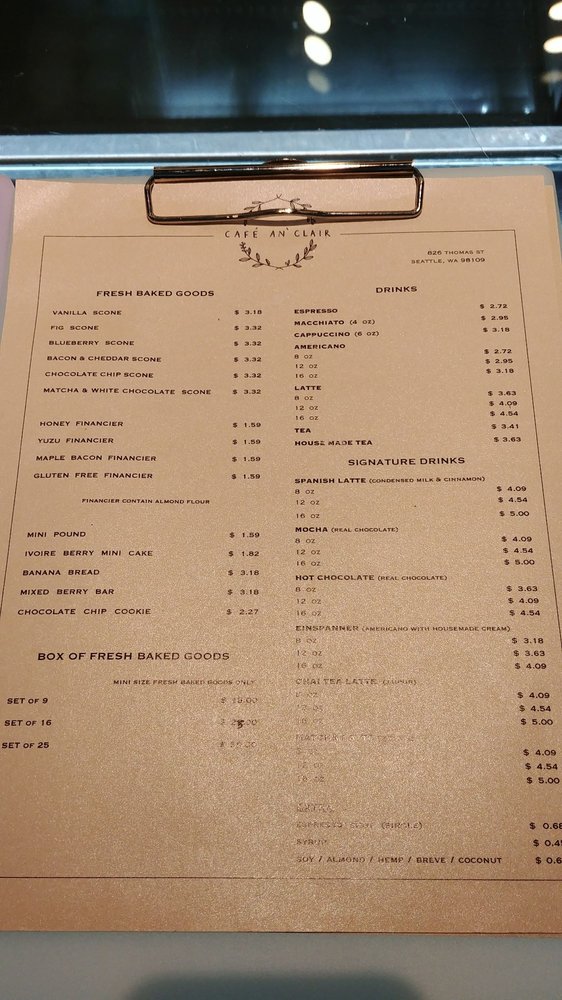 CAFÉ AN' CLAIR
826 THOMAS ST
SEATTLE, WA 98109
FRESH BAKED GOODS
VANILLA SCONE $ 3.18
FIG SCONE $ 3.32
BLUEBERRY SCONE $ 3.32
BACON & CHEDDAR SCONE $ 3.32
CHOCOLATE CHIP SCONE $ 3.32
MATCHA & WHITE CHOCOLATE SCONE $ 3.32
HONEY FINANCIER $ 1.59
YUZU FINANCIER $ 1.59
MAPLE BACON FINANCIER $ 1.59
GLUTEN FREE FINANCIER $ 1.59
FINANCIER CONTAIN ALMOND FLOUR
MINI POUND $ 1.59
IVOIRE BERRY MINI CAKE $ 1.82
BANANA BREAD $ 3.18
MIXED BERRY BAR $ 3.18
CHOCOLATE CHIP COOKIE $ 2.27
BOX OF FRESH BAKED GOODS
MINI SIZE FRESH BAKED GOODS ONLY
SET OF 9
SET OF 16
SET OF 25
DRINKS
ESPRESSO $ 2.72
MACCHIATO (4 OZ) $ 2.95
CAPPUCCINO (6 OZ) $ 3.18
AMERICANO
8 OZ $ 2.72
12 OZ $ 2.95
16 OZ $ 3.18
LATTE
8 OZ $ 3.63
12 OZ $ 4.09
16 OZ $ 4.54
TEA $ 3.41
HOUSE MADE TEA $ 3.63
SIGNATURE DRINKS
SPANISH LATTE (CONDENSED MILK & CINNAMON)
8 OZ $ 4.09
12 OZ $ 4.54
16 OZ $ 5.00
MOCHA (REAL CHOCOLATE)
8 OZ $ 4.09
12 OZ $ 4.54
16 OZ $ 5.00
HOT CHOCOLATE (REAL CHOCOLATE)
8 OZ $ 3.63
12 OZ $ 4.09
16 OZ $ 4.54
EINSPANNER (AMERICANO WITH HOUSEMADE CREAM)
8 OZ $ 3.18
12 OZ $ 3.63
16 OZ $ 4.09
CHAI TEA LATTE
$ 4.09
12 OZ $ 4.54
$ 5.00
$ 4.09
$ 4.54
16 OZ $ 5.00
ESPRESSO (SINGLE)
SYRUP
SOY / ALMOND / HEMP / BREVE / COCONUT